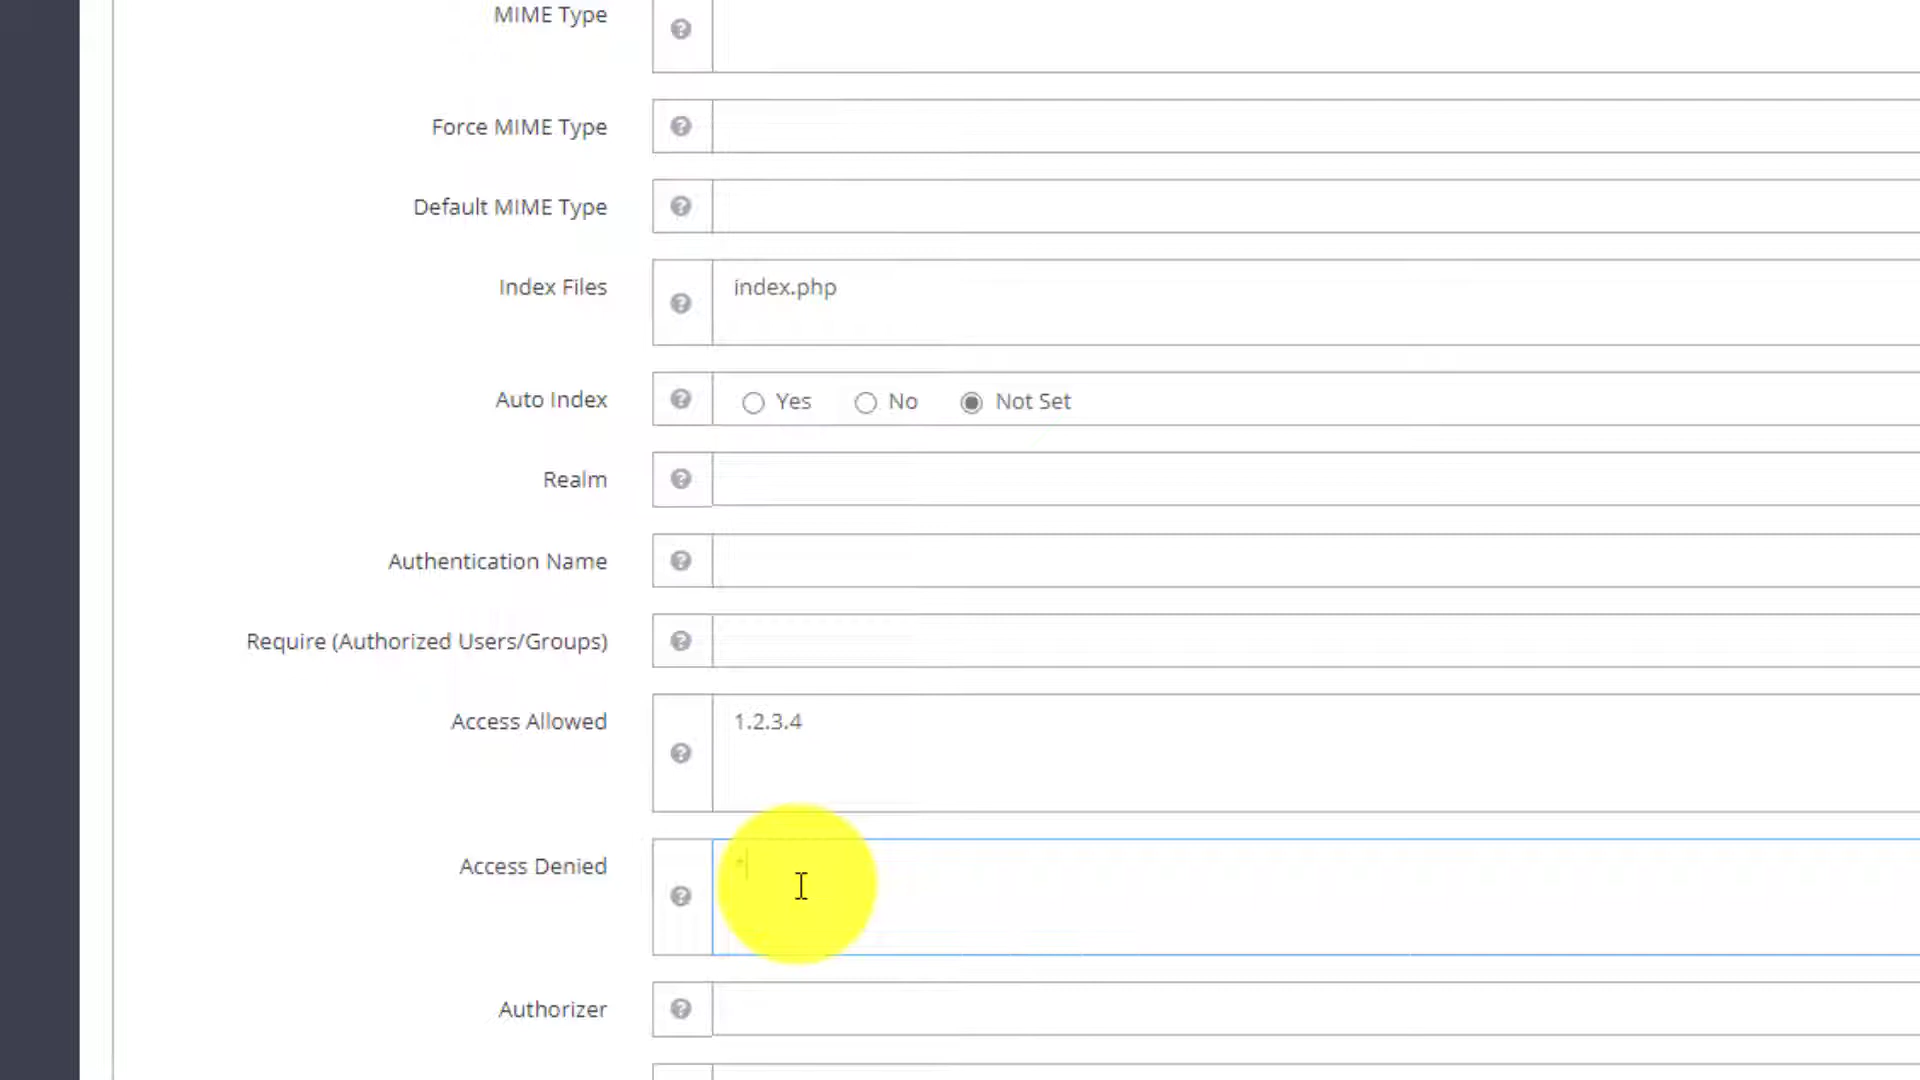 MIME Type
Force MIME Type
Default MIME Type
Index Files
index.php
Auto Index
Yes
No
Not Set
Realm
Authentication Name
Require (Authorized Users/Groups)
Access Allowed
1.2.3.4
Access Denied
*
Authorizer